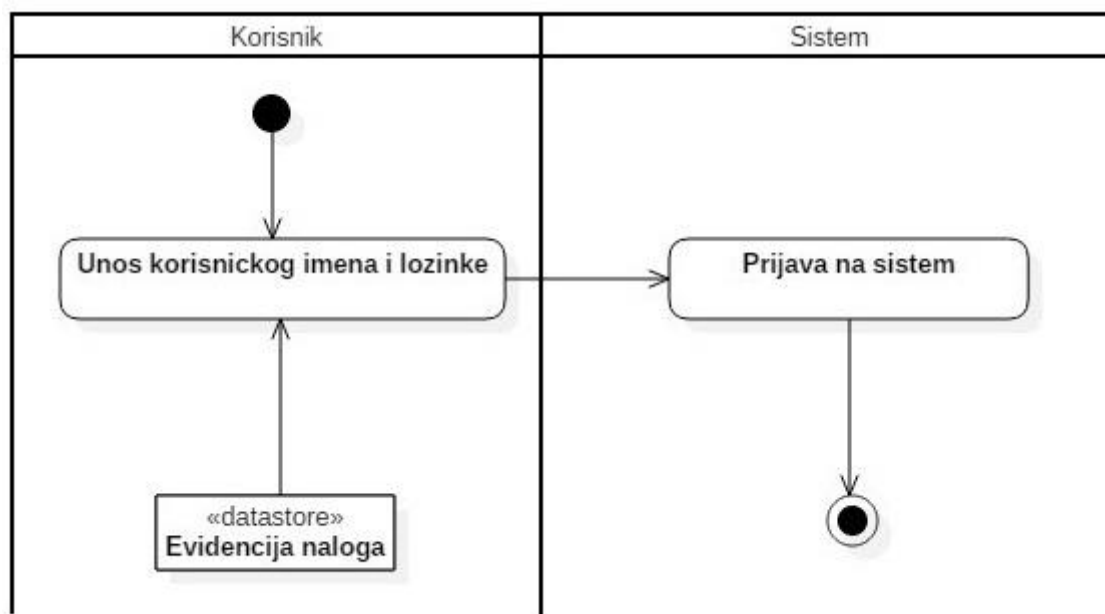 Korisnik
Sistem
Unos korisnickog imena i lozinke
Prijava na sistem
«datastore»
Evidencija naloga